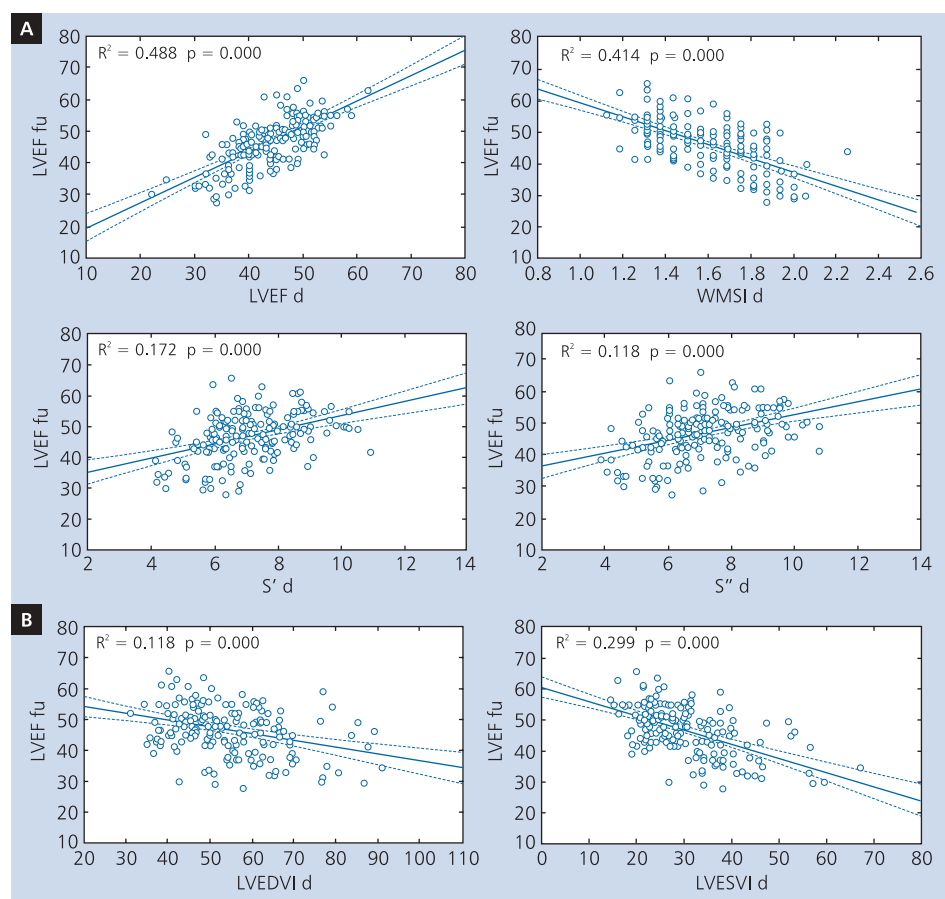 A
R² = 0.488 p = 0.000
80
70
60
50
40
30
20
10
LVEF fu
10 20 30 40 50 60 70 80
LVEF d
R² = 0.414 p = 0.000
80
70
60
50
40
30
20
10
LVEF fu
0.8 1.0 1.2 1.4 1.6 1.8 2.0 2.2 2.4 2.6
WMSI d
R² = 0.172 p = 0.000
80
70
60
50
40
30
20
10
LVEF fu
2 4 6 8 10 12 14
S′ d
R² = 0.118 p = 0.000
80
70
60
50
40
30
20
10
LVEF fu
2 4 6 8 10 12 14
S″ d
B
R² = 0.118 p = 0.000
80
70
60
50
40
30
20
10
LVEF fu
20 30 40 50 60 70 80 90 100 110
LVEDVI d
R² = 0.299 p = 0.000
80
70
60
50
40
30
20
10
LVEF fu
0 10 20 30 40 50 60 70 80
LVESVI d